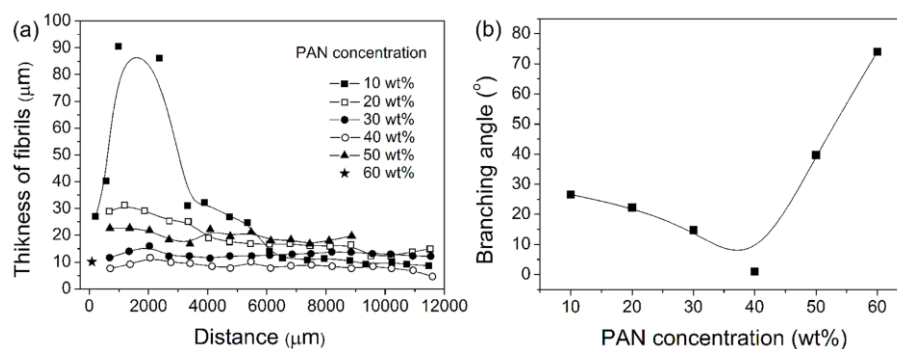 (a)
PAN concentration
10 wt%
20 wt%
30 wt%
40 wt%
50 wt%
60 wt%
Thikness of fibrils (μm)
100
90
80
70
60
50
40
30
20
10
0
0 2000 4000 6000 8000 10000 12000
Distance (μm)
(b)
Branching angle (°)
80
70
60
50
40
30
20
10
0
10 20 30 40 50 60
PAN concentration (wt%)